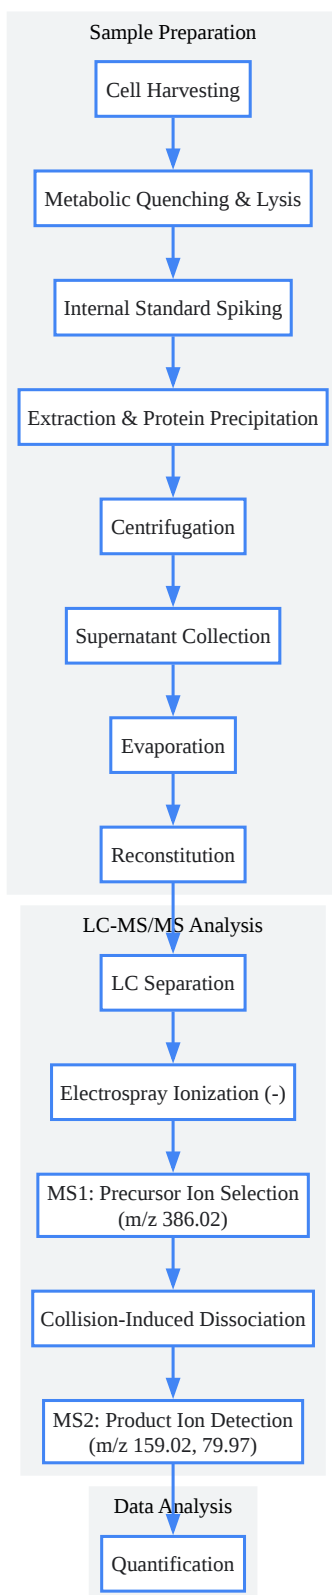 Sample Preparation
Cell Harvesting
Metabolic Quenching & Lysis
Internal Standard Spiking
Extraction & Protein Precipitation
Centrifugation
Supernatant Collection
Evaporation
Reconstitution
LC-MS/MS Analysis
LC Separation
Electrospray Ionization (-)
MS1: Precursor Ion Selection
(m/z 386.02)
Collision-Induced Dissociation
MS2: Product Ion Detection
(m/z 159.02, 79.97)
Data Analysis
Quantification